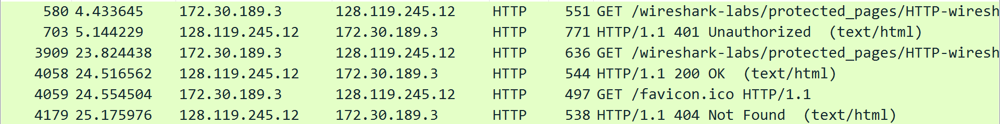 580 4.433645 172.30.189.3 128.119.245.12 HTTP 551 GET /wireshark-labs/protected_pages/HTTP-wiresh
703 5.144229 128.119.245.12 172.30.189.3 HTTP 771 HTTP/1.1 401 Unauthorized (text/html)
3909 23.824438 172.30.189.3 128.119.245.12 HTTP 636 GET /wireshark-labs/protected_pages/HTTP-wiresh
4058 24.516562 128.119.245.12 172.30.189.3 HTTP 544 HTTP/1.1 200 OK (text/html)
4059 24.554504 172.30.189.3 128.119.245.12 HTTP 497 GET /favicon.ico HTTP/1.1
4179 25.175976 128.119.245.12 172.30.189.3 HTTP 538 HTTP/1.1 404 Not Found (text/html)